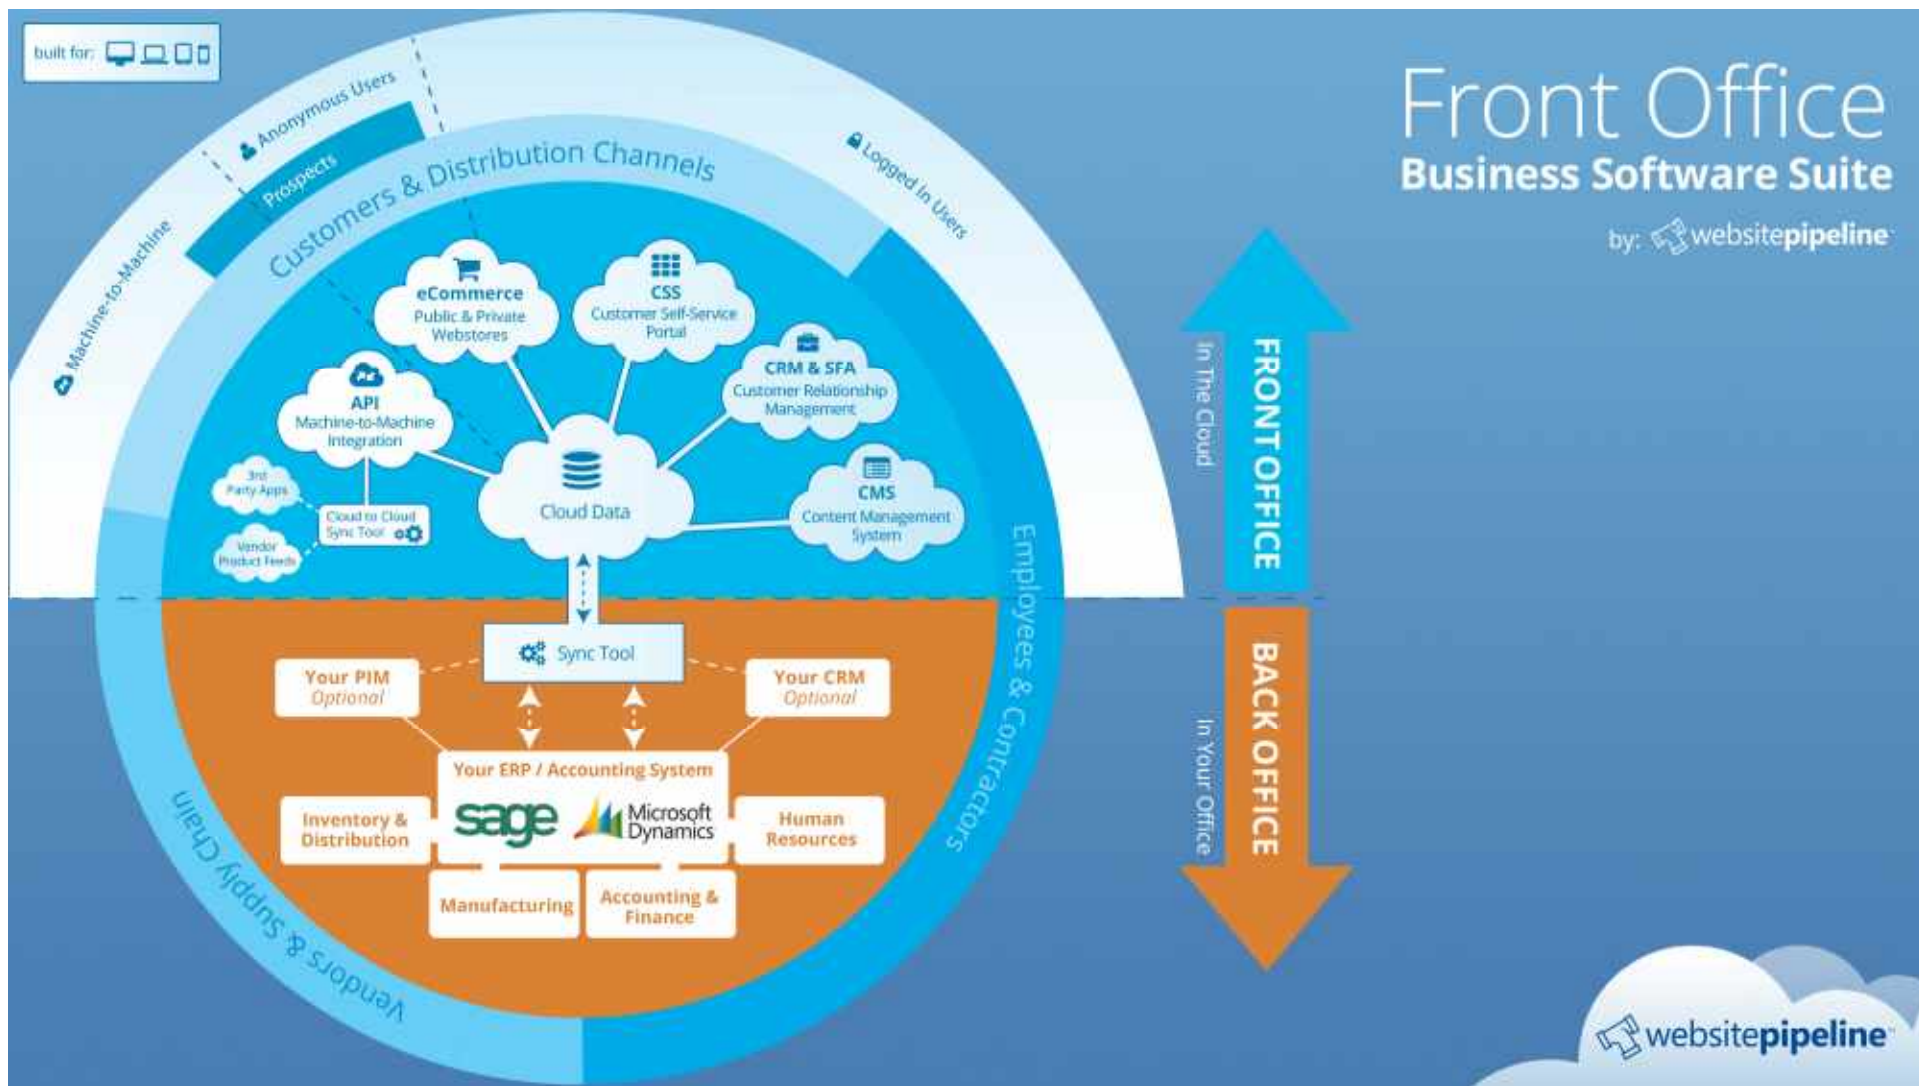 built for:
Front Office
Business Software Suite
by: websitepipeline
Anonymous Users
Prospects
Machine-to-Machine
Logged In Users
Customers & Distribution Channels
eCommerce
Public & Private
Webstores
CSS
Customer Self-Service
Portal
CRM & SFA
Customer Relationship
Management
API
Machine-to-Machine
Integration
CMS
Content Management
System
Cloud Data
3rd
Party Apps
Cloud to Cloud
Sync Tool
Vendor
Product Feeds
Employees & Contractors
Vendors & Supply Chain
Sync Tool
Your PIM
Optional
Your CRM
Optional
Your ERP / Accounting System
sage
Microsoft
Dynamics
Inventory &
Distribution
Human
Resources
Manufacturing
Accounting &
Finance
In The Cloud
FRONT OFFICE
In Your Office
BACK OFFICE
websitepipeline